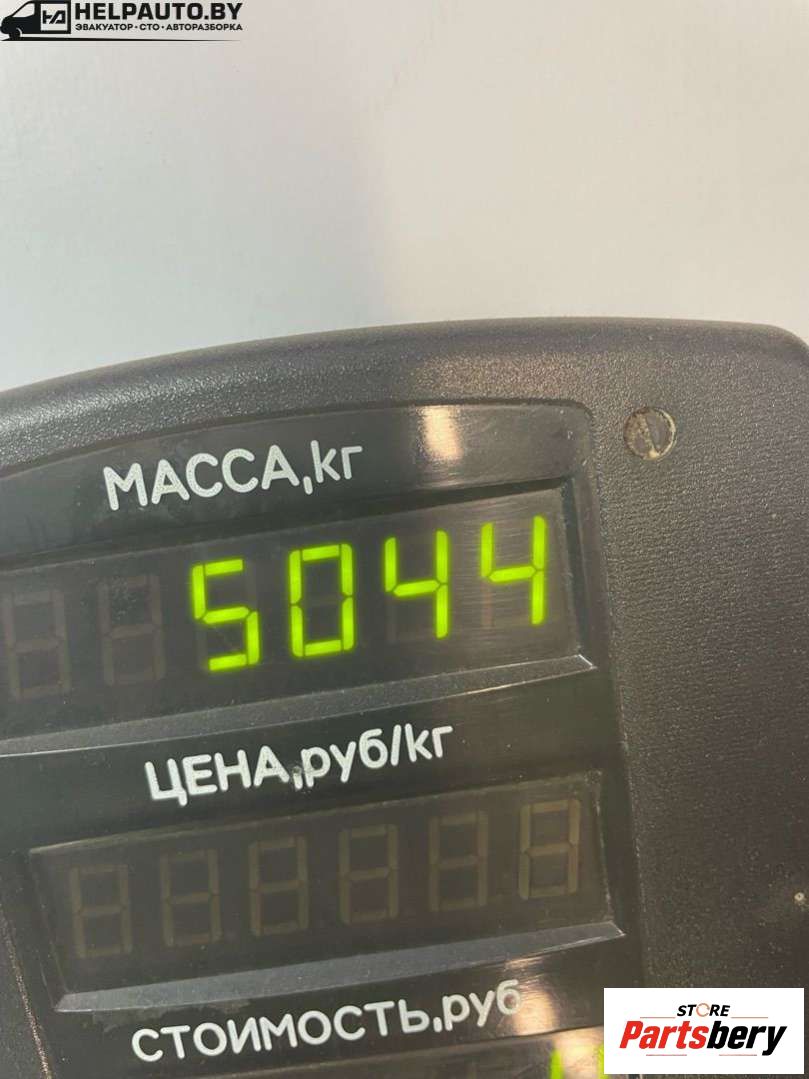 HELPAUTO.BY
ЭВАКУАТОР • СТО • АВТОРАЗБОРКА
МАССА,кг
5044
ЦЕНА,руб/кг
СТОИМОСТЬ,руб
STORE
Partsbery